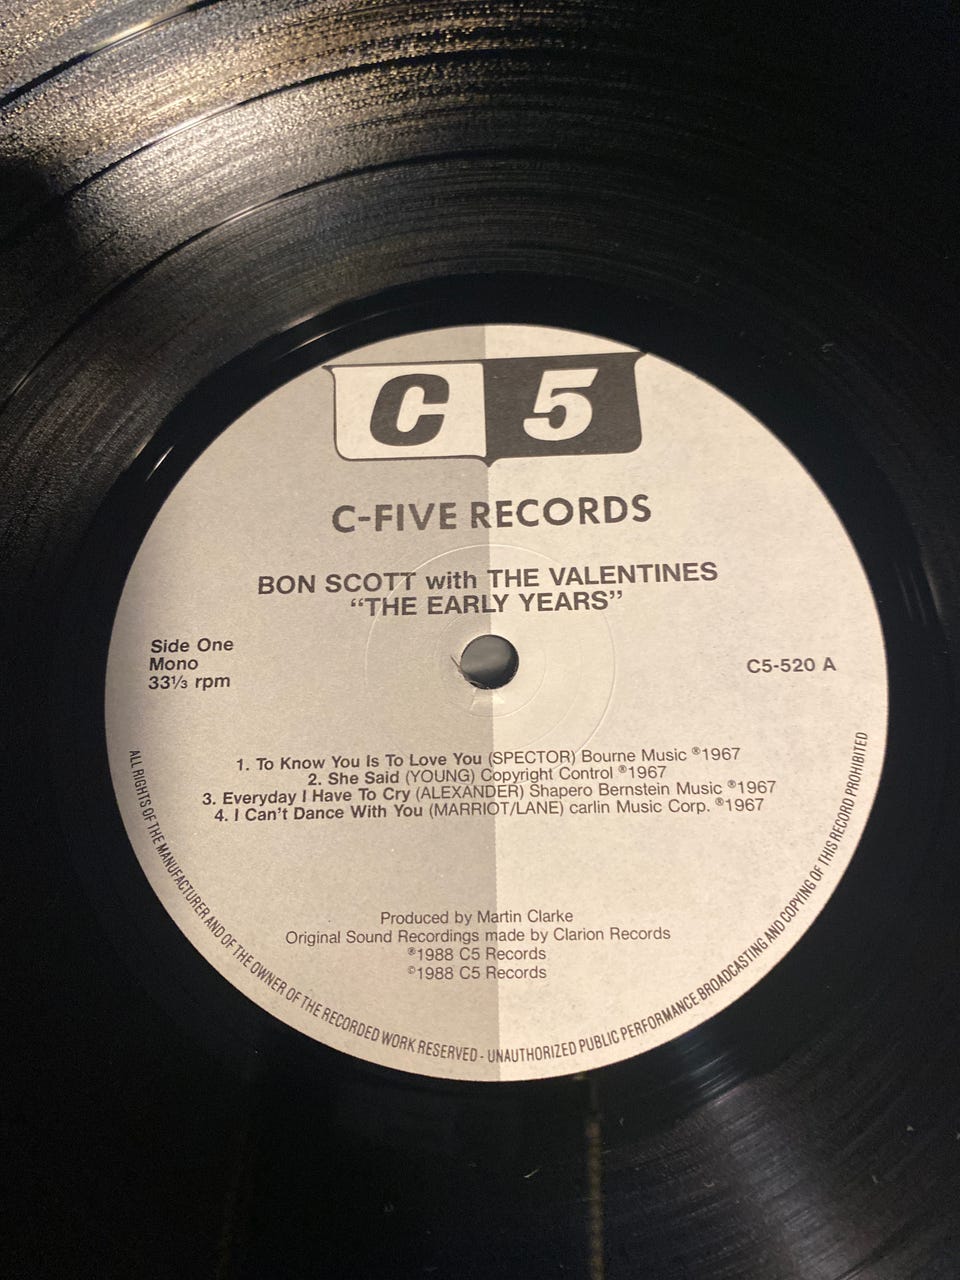 C 5
C-FIVE RECORDS
BON SCOTT with THE VALENTINES
“THE EARLY YEARS”
Side One
Mono
33⅓ rpm
C5-520 A
1. To Know You Is To Love You (SPECTOR) Bourne Music ℗1967
2. She Said (YOUNG) Copyright Control ℗1967
3. Everyday I Have To Cry (ALEXANDER) Shapero Bernstein Music ℗1967
4. I Can't Dance With You (MARRIOT/LANE) carlin Music Corp. ℗1967
Produced by Martin Clarke
Original Sound Recordings made by Clarion Records
℗1988 C5 Records
©1988 C5 Records
ALL RIGHTS OF THE MANUFACTURER AND OF THE OWNER OF THE RECORDED WORK RESERVED - UNAUTHORIZED PUBLIC PERFORMANCE BROADCASTING AND COPYING OF THIS RECORD PROHIBITED